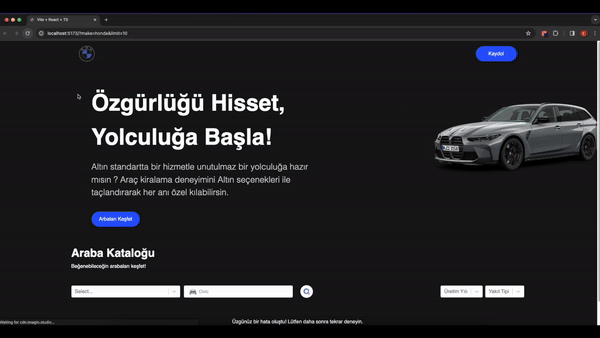 Vite + React + TS
localhost:5173/?make=honda&limit=10
Kaydol
Özgürlüğü Hisset,
Yolculuğa Başla!
Altın standartta bir hizmetle unutulmaz bir yolculuğa hazır
mısın ? Araç kiralama deneyimini Altın seçenekleri ile
taçlandırarak her anı özel kılabilirsin.
Arbaları Keşfet
Araba Kataloğu
Beğenebileceğin arabaları keşfet!
Select...
Civic
Üretim Yılı
Yakıt Tipi
Üzgünüz bir hata oluştu! Lütfen daha sonra tekrar deneyin.
Waiting for cdn.imagin.studio...